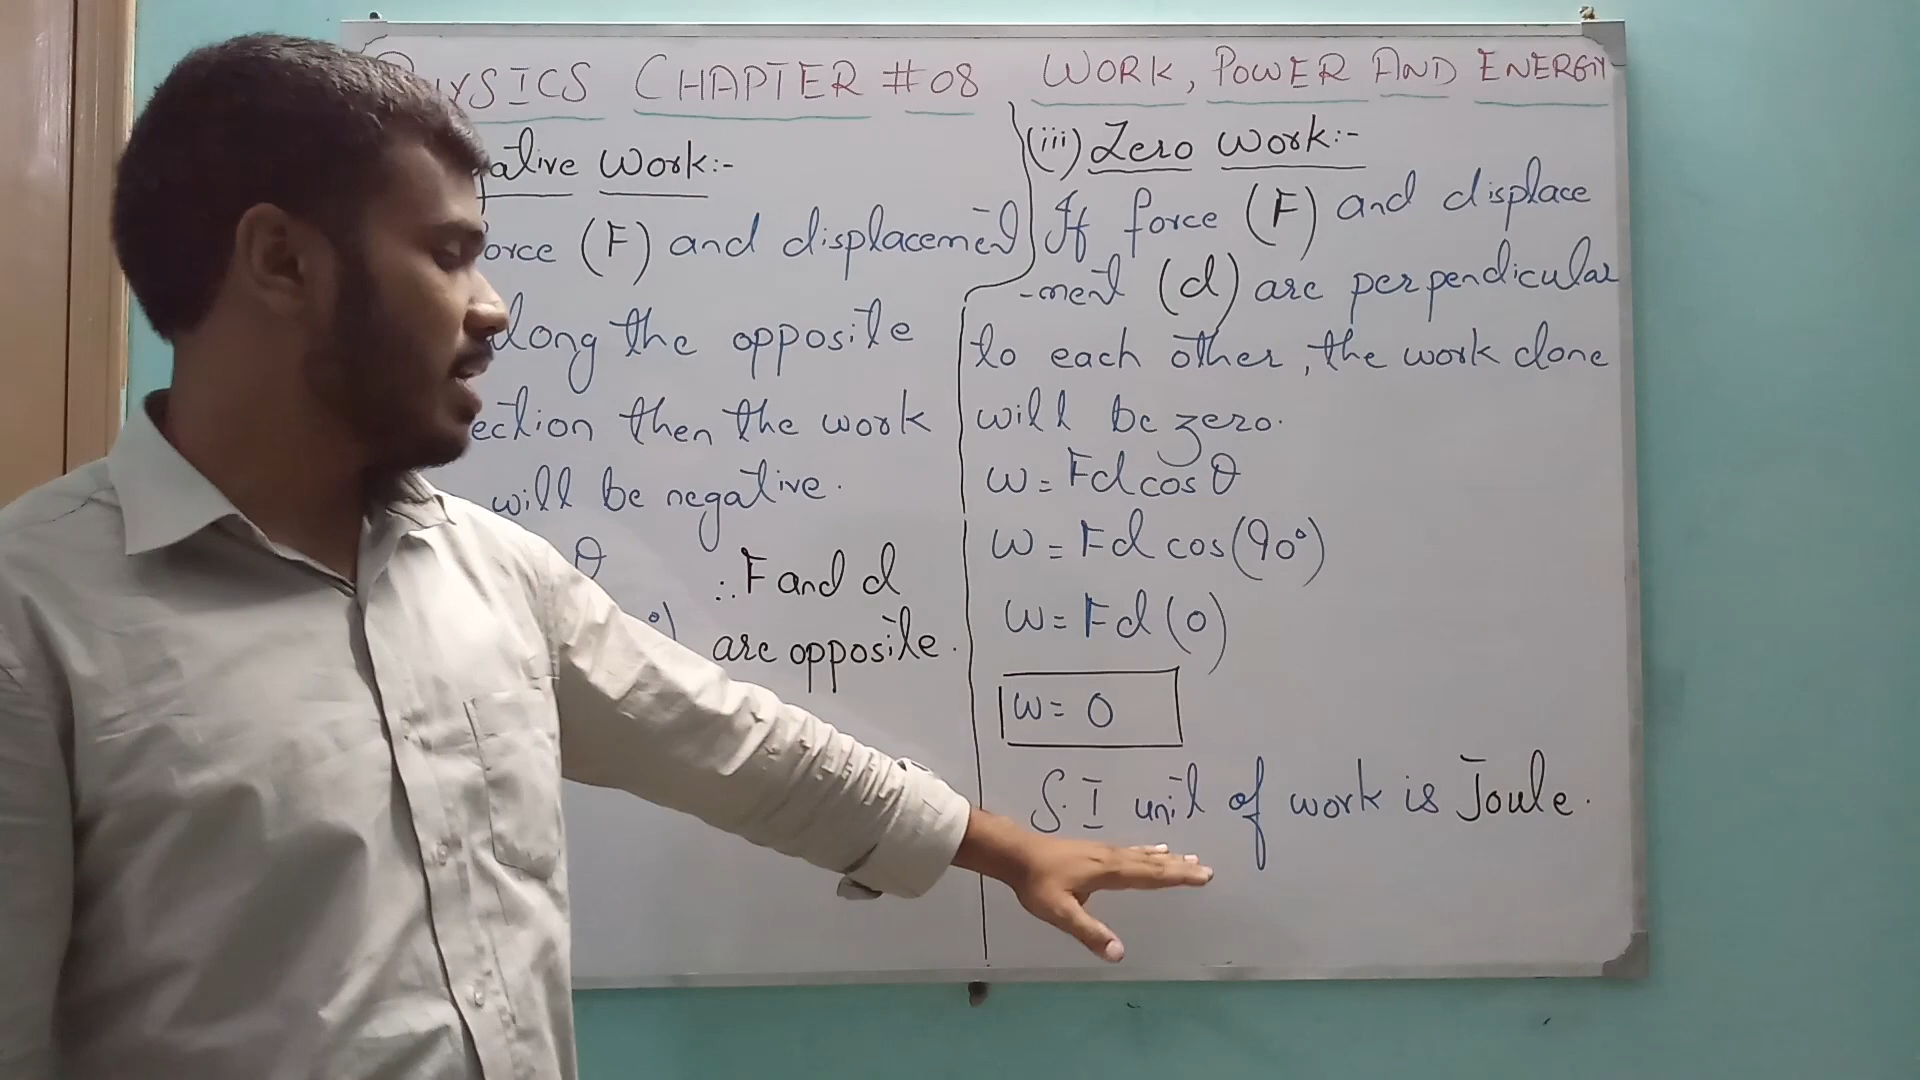 PHYSICS CHAPTER #08 WORK, POWER AND ENERGY
ative Work:-
orce (F) and displacement
long the opposite
ection then the work
will be negative.
θ ∴ F and d
°) are opposite.
(iii) Zero Work:-
If force (F) and displace
-ment (d) are perpendicular
to each other, the work done
will be zero.
W = Fd cos θ
W = Fd cos(90°)
W = Fd (0)
W = 0
S.I unit of work is Joule.